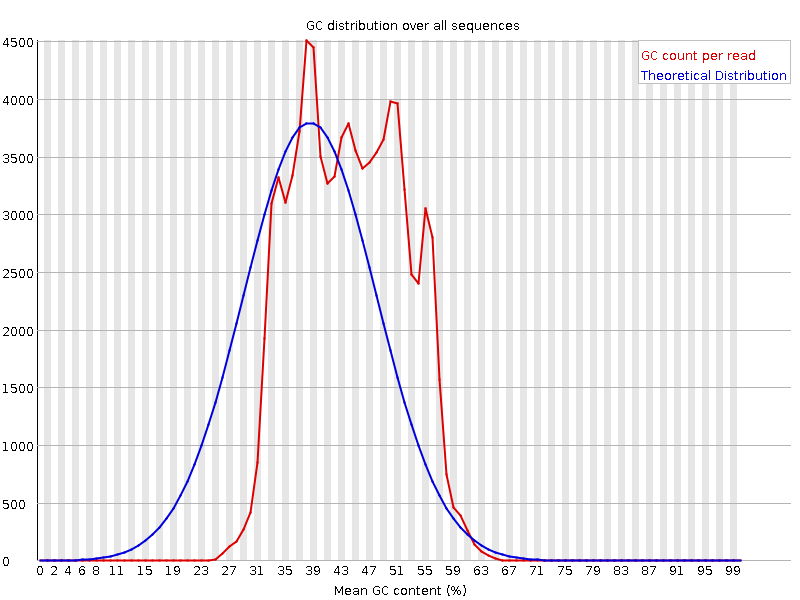 GC distribution over all sequences
GC count per read
Theoretical Distribution
4500
4000
3500
3000
2500
2000
1500
1000
500
0
0 2 4 6 8 11 15 19 23 27 31 35 39 43 47 51 55 59 63 67 71 75 79 83 87 91 95 99
Mean GC content (%)